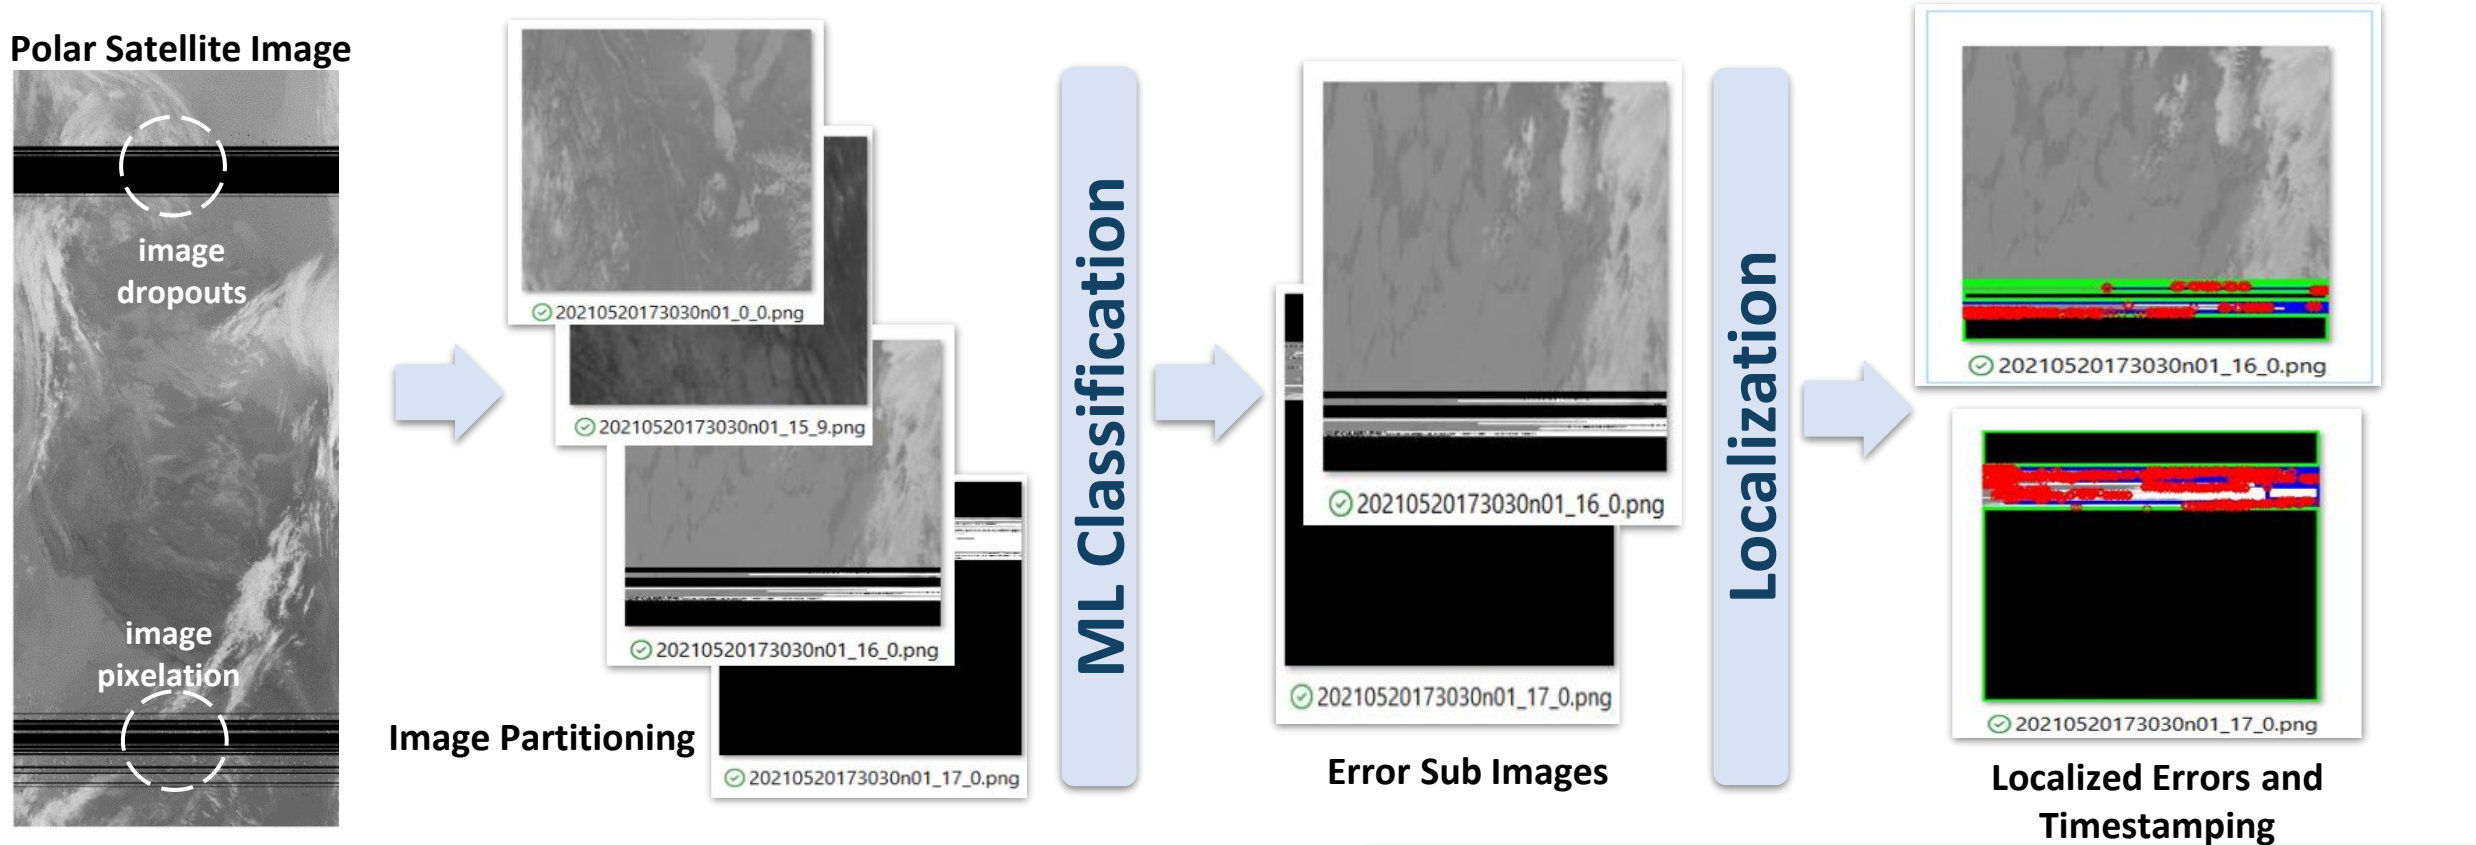 Polar Satellite Image
image
dropouts
image
pixelation
20210520173030n01_0_0.png
20210520173030n01_15_9.png
20210520173030n01_16_0.png
20210520173030n01_17_0.png
Image Partitioning
ML Classification
20210520173030n01_16_0.png
20210520173030n01_17_0.png
Error Sub Images
Localization
20210520173030n01_16_0.png
20210520173030n01_17_0.png
Localized Errors and
Timestamping